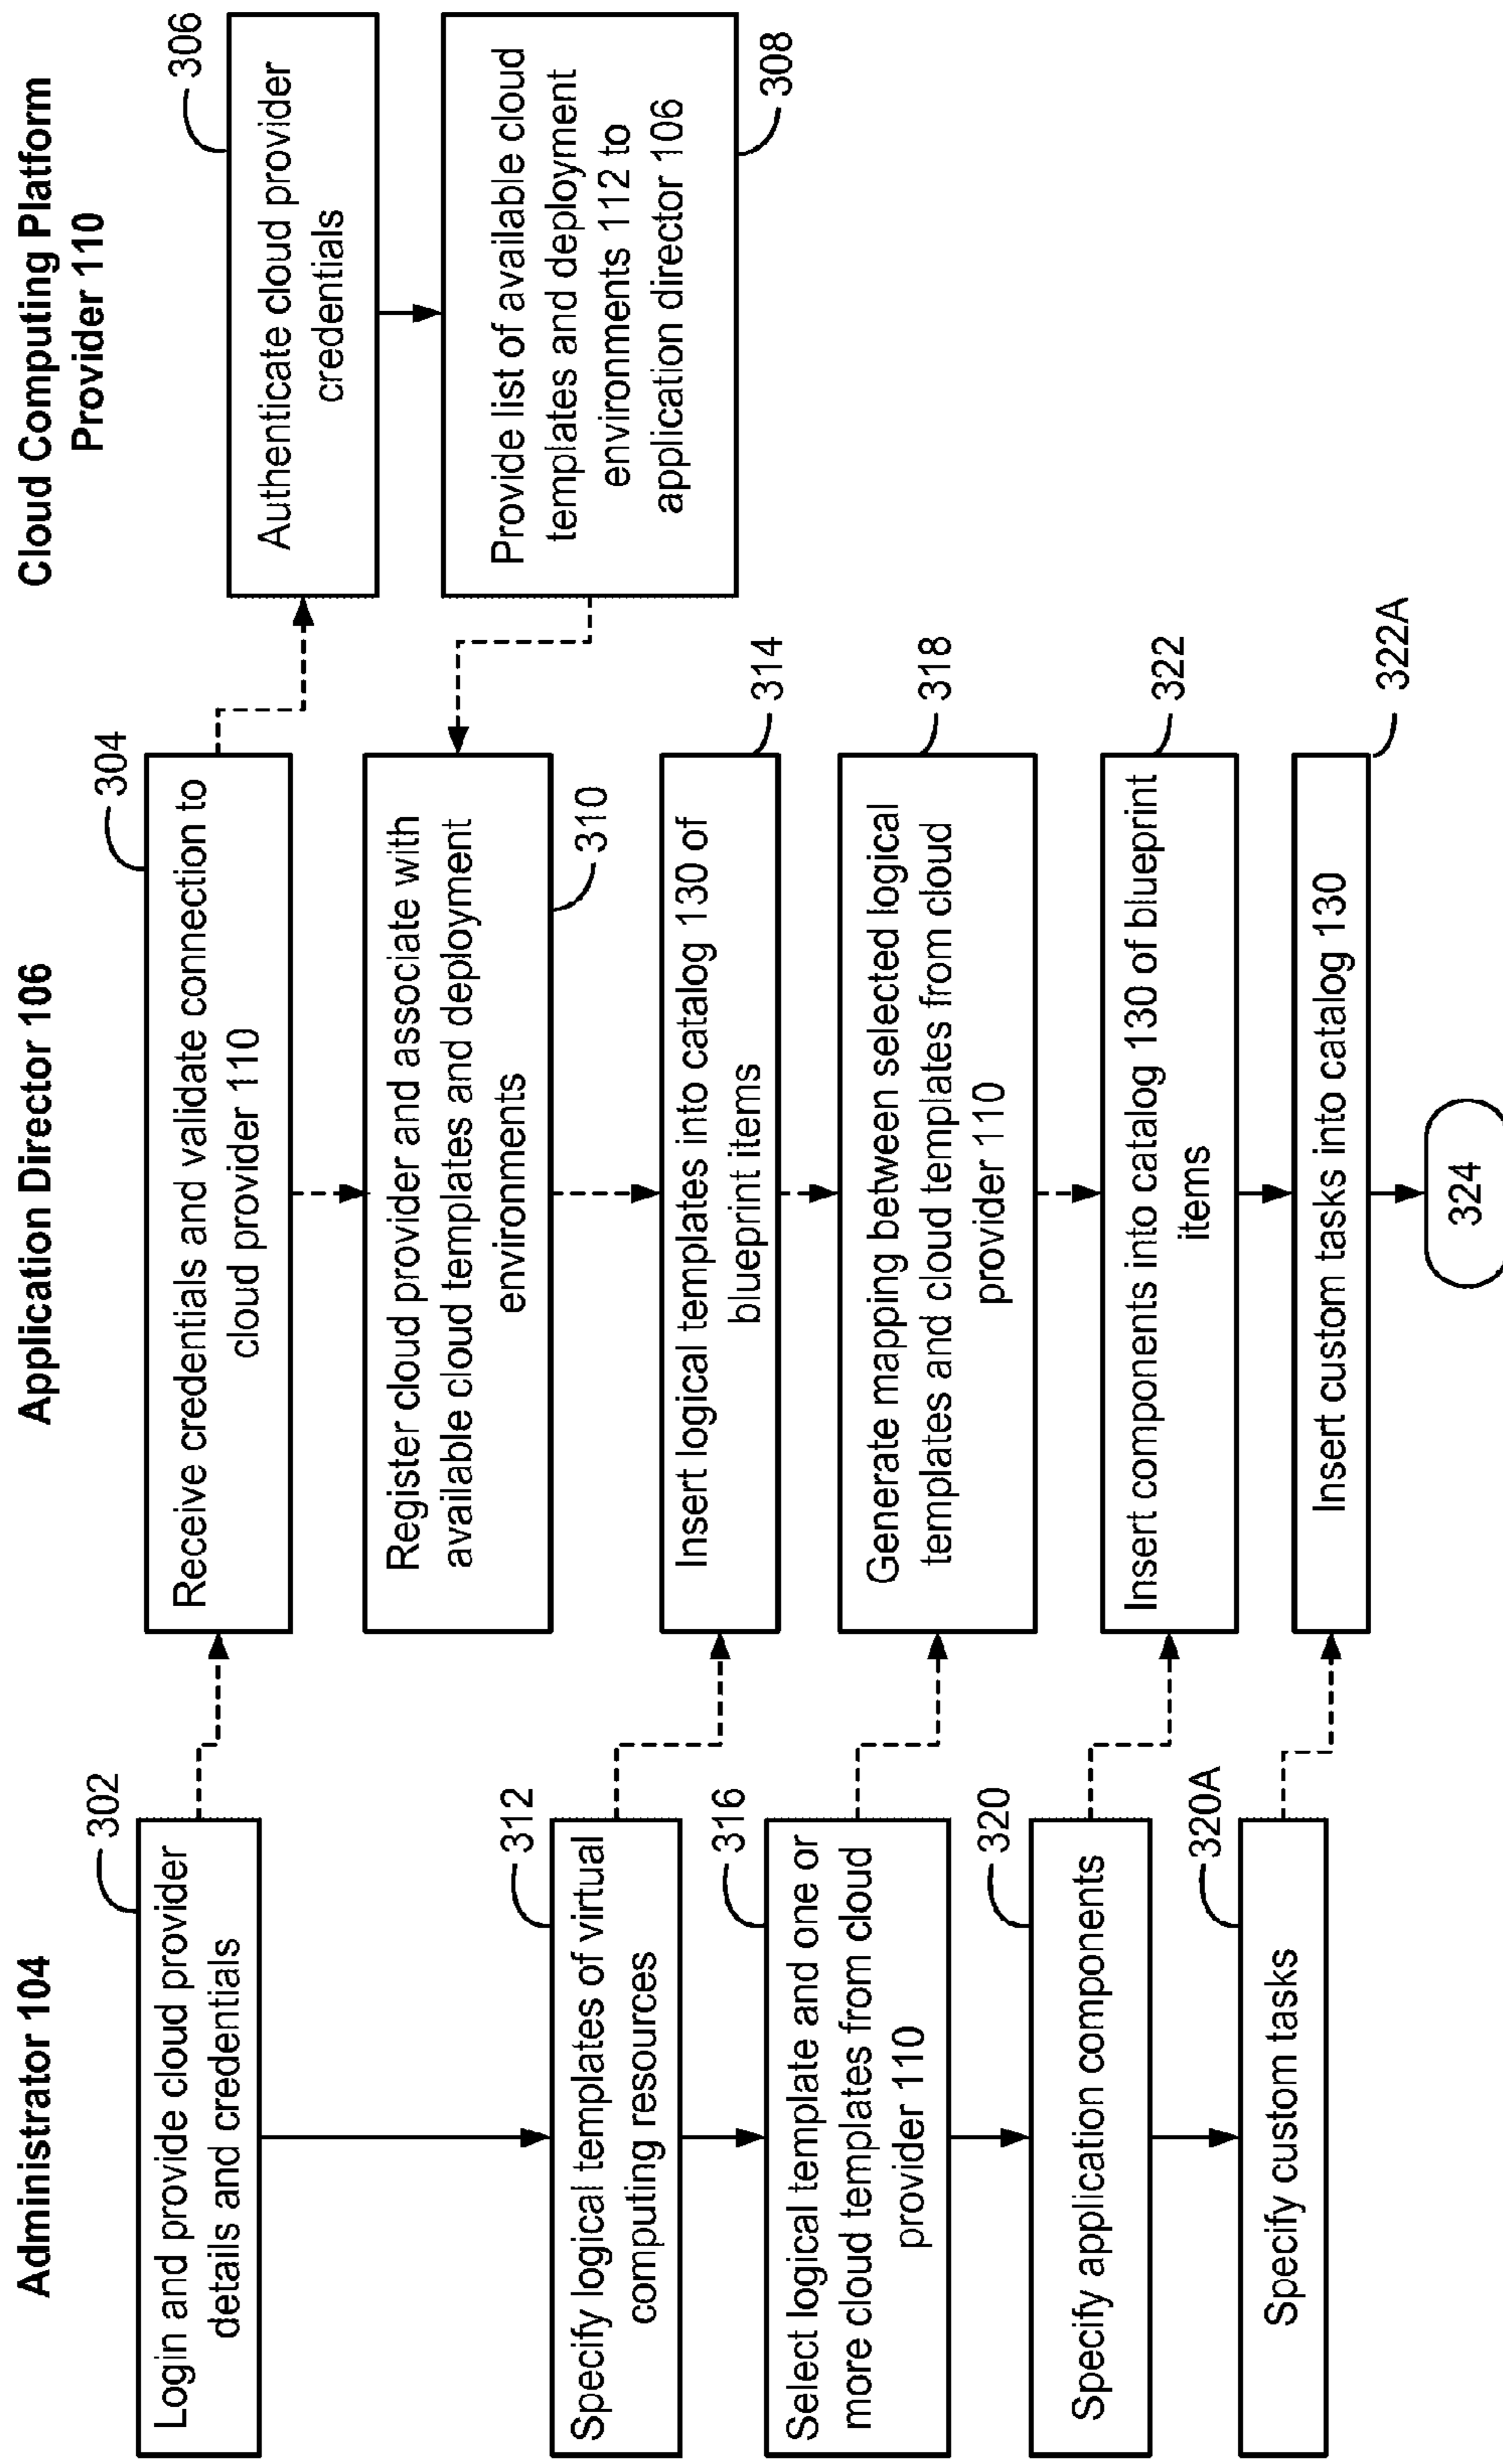 Administrator 104
Application Director 106
Cloud Computing Platform
Provider 110
302
Login and provide cloud provider
details and credentials
304
Receive credentials and validate connection to
cloud provider 110
306
Authenticate cloud provider
credentials
Provide list of available cloud
templates and deployment
environments 112 to
application director 106
308
Register cloud provider and associate with
available cloud templates and deployment
environments
310
312
Specify logical templates of virtual
computing resources
Insert logical templates into catalog 130 of
blueprint items
314
316
Select logical template and one or
more cloud templates from cloud
provider 110
Generate mapping between selected logical
templates and cloud templates from cloud
provider 110
318
320
Specify application components
Insert components into catalog 130 of blueprint
items
322
320A
Specify custom tasks
Insert custom tasks into catalog 130
322A
324